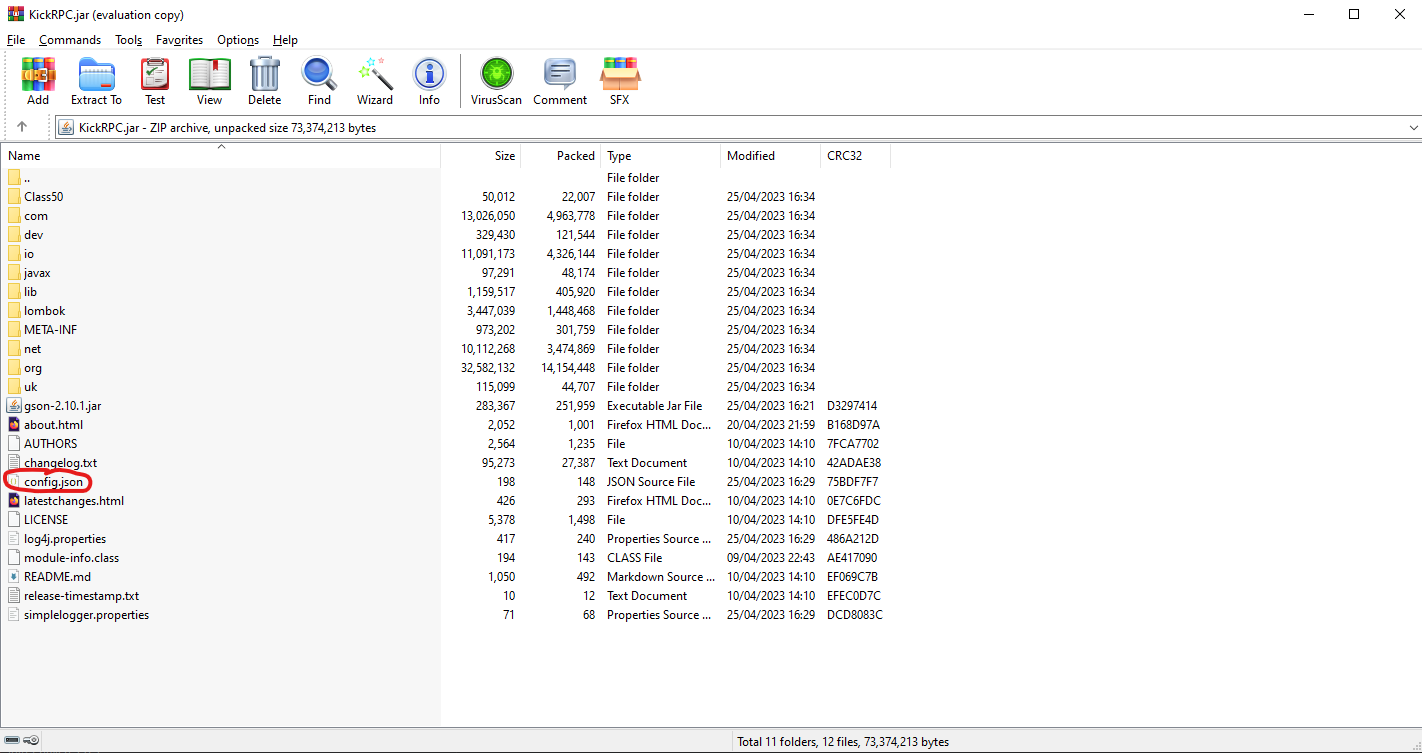 KickRPC.jar (evaluation copy)
File Commands Tools Favorites Options Help
Add Extract To Test View Delete Find Wizard Info VirusScan Comment SFX
KickRPC.jar - ZIP archive, unpacked size 73,374,213 bytes
Name Size Packed Type Modified CRC32
.. File folder
Class50 50,012 22,007 File folder 25/04/2023 16:34
com 13,026,050 4,963,778 File folder 25/04/2023 16:34
dev 329,430 121,544 File folder 25/04/2023 16:34
io 11,091,173 4,326,144 File folder 25/04/2023 16:34
javax 97,291 48,174 File folder 25/04/2023 16:34
lib 1,159,517 405,920 File folder 25/04/2023 16:34
lombok 3,447,039 1,448,468 File folder 25/04/2023 16:34
META-INF 973,202 301,759 File folder 25/04/2023 16:34
net 10,112,268 3,474,869 File folder 25/04/2023 16:34
org 32,582,132 14,154,448 File folder 25/04/2023 16:34
uk 115,099 44,707 File folder 25/04/2023 16:34
gson-2.10.1.jar 283,367 251,959 Executable Jar File 25/04/2023 16:21 D3297414
about.html 2,052 1,001 Firefox HTML Doc... 20/04/2023 21:59 B168D97A
AUTHORS 2,564 1,235 File 10/04/2023 14:10 7FCA7702
changelog.txt 95,273 27,387 Text Document 10/04/2023 14:10 42ADAE38
config.json 198 148 JSON Source File 25/04/2023 16:29 75BDF7F7
latestchanges.html 426 293 Firefox HTML Doc... 10/04/2023 14:10 0E7C6FDC
LICENSE 5,378 1,498 File 10/04/2023 14:10 DFE5FE4D
log4j.properties 417 240 Properties Source ... 25/04/2023 16:29 486A212D
module-info.class 194 143 CLASS File 09/04/2023 22:43 AE417090
README.md 1,050 492 Markdown Source ... 10/04/2023 14:10 EF069C7B
release-timestamp.txt 10 12 Text Document 10/04/2023 14:10 EFEC0D7C
simplelogger.properties 71 68 Properties Source ... 25/04/2023 16:29 DCD8083C
Total 11 folders, 12 files, 73,374,213 bytes